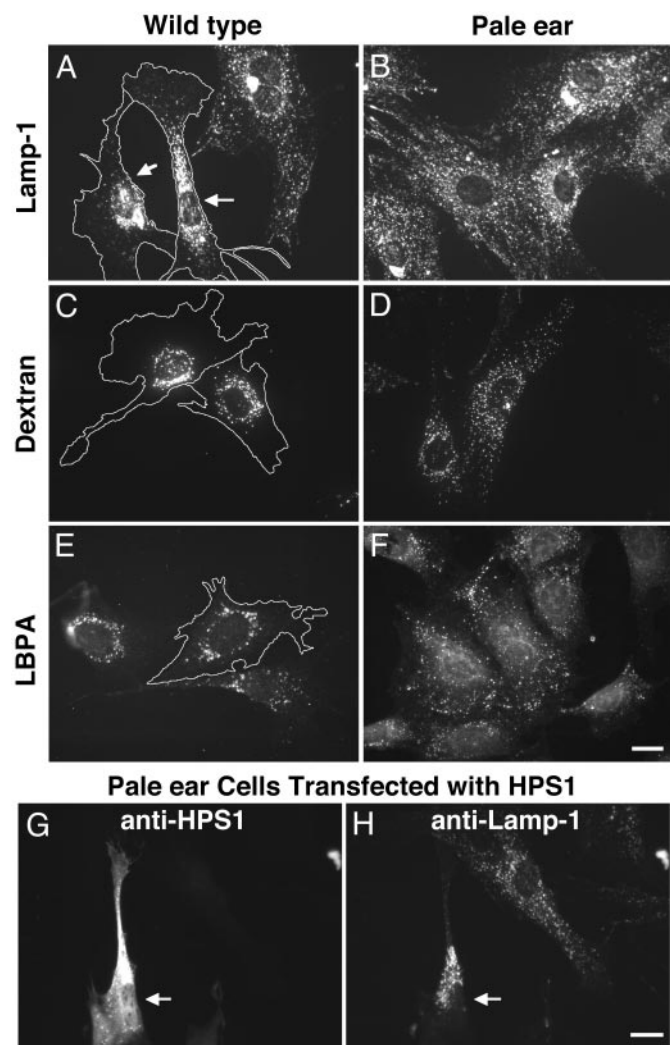 Wild type
Pale ear
Lamp-1
A
B
Dextran
C
D
LBPA
E
F
Pale ear Cells Transfected with HPS1
G
anti-HPS1
H
anti-Lamp-1